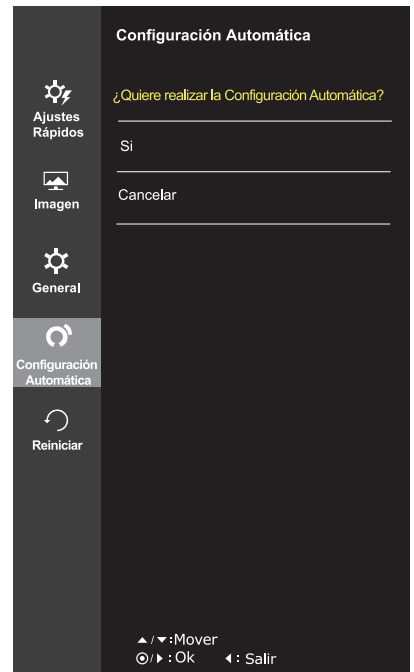 Configuración Automática
¿Quiere realizar la Configuración Automática?
Si
Cancelar
Ajustes
Rápidos
Imagen
General
Configuración
Automática
Reiniciar
▲/▼:Mover
◉/▶:Ok ◀: Salir